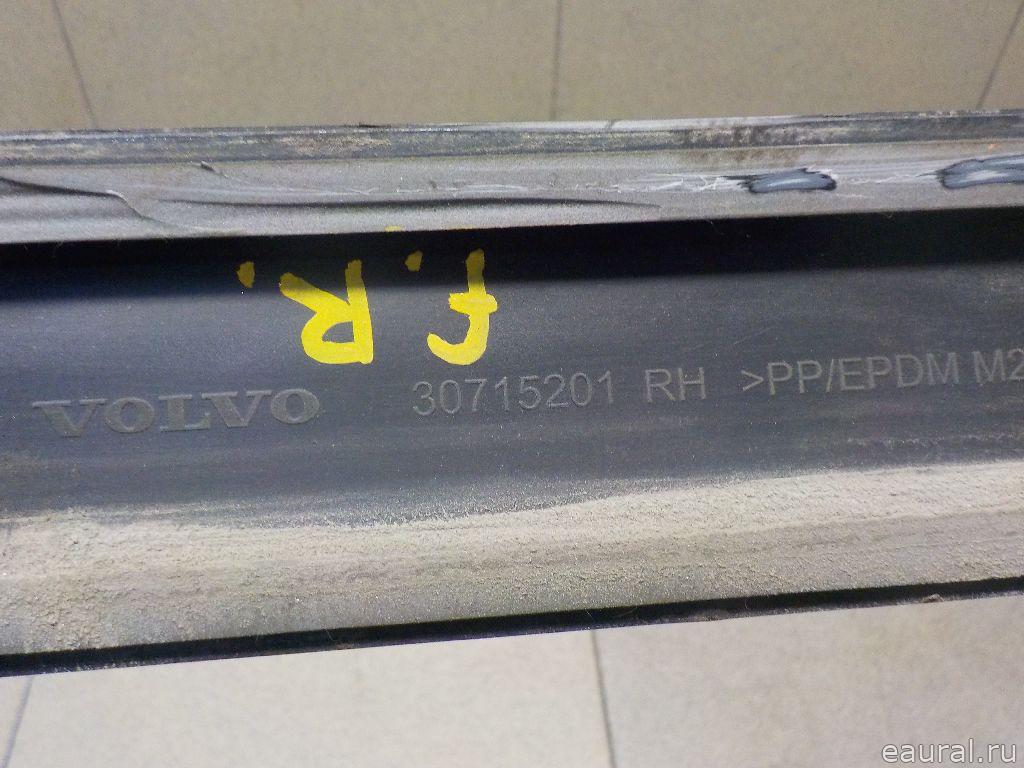 F.R.
VOLVO 30715201 RH >PP/EPDM M2
eaural.ru